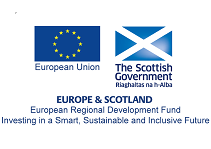 European Union
The Scottish
Government
Riaghaltas na h-Alba
EUROPE & SCOTLAND
European Regional Development Fund
Investing in a Smart, Sustainable and Inclusive Future